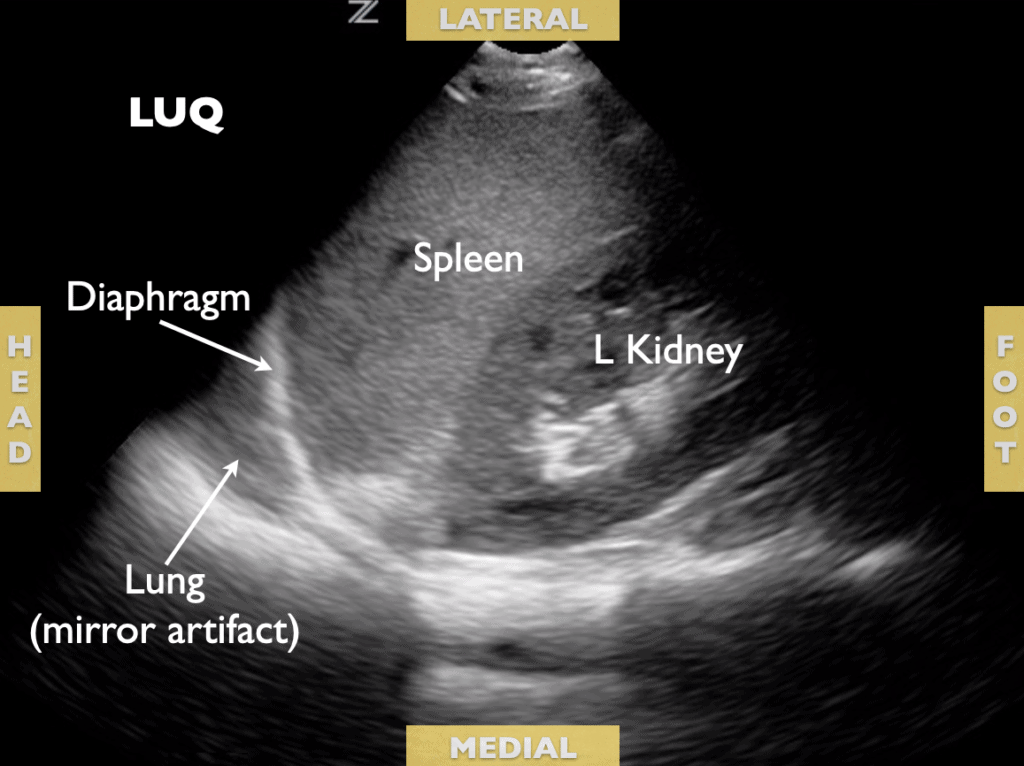 Z
LATERAL
LUQ
Spleen
Diaphragm
L Kidney
HEAD
FOOT
Lung
(mirror artifact)
MEDIAL